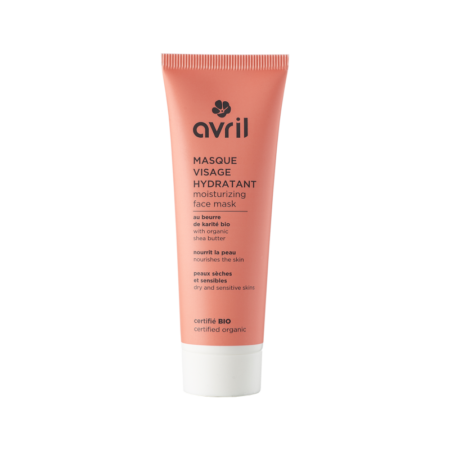 avril
MASQUE
VISAGE
HYDRATANT
moisturizing
face mask
au beurre
de karité bio
with organic
shea butter
nourrit la peau
nourishes the skin
peaux sèches
et sensibles
dry and sensitive skins
certifié BIO
certified organic